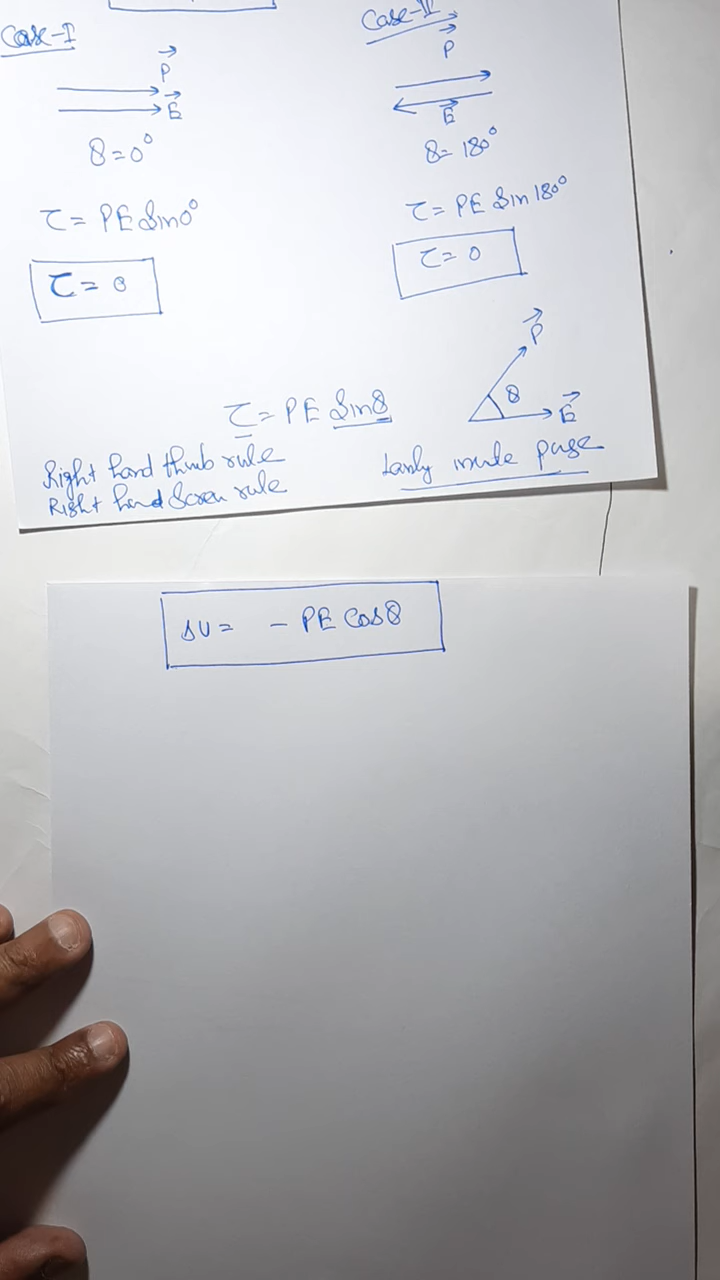 Case-I
Case-II
P
E
θ=0°
P
E
θ=180°
τ= PE Sin0°
τ= 0
τ= PE Sin 180°
τ= 0
P
θ
E
τ= PE Sinθ
Right hand thumb rule
Right hand Screw rule
inside page
ΔU= - PE Cosθ